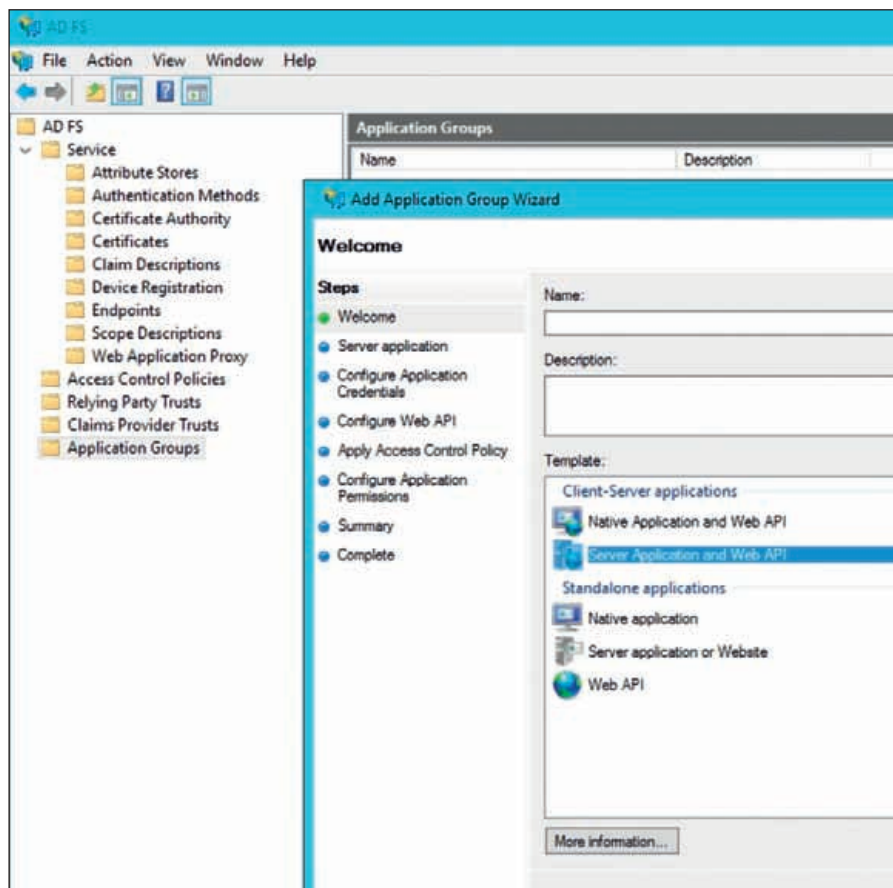 AD FS
File Action View Window Help
AD FS
Service
Attribute Stores
Authentication Methods
Certificate Authority
Certificates
Claim Descriptions
Device Registration
Endpoints
Scope Descriptions
Web Application Proxy
Access Control Policies
Relying Party Trusts
Claims Provider Trusts
Application Groups
Application Groups
Name Description
Add Application Group Wizard
Welcome
Steps
Welcome
Server application
Configure Application
Credentials
Configure Web API
Apply Access Control Policy
Configure Application
Permissions
Summary
Complete
Name:
Description:
Template:
Client-Server applications
Native Application and Web API
Server Application and Web API
Standalone applications
Native application
Server application or Website
Web API
More information...